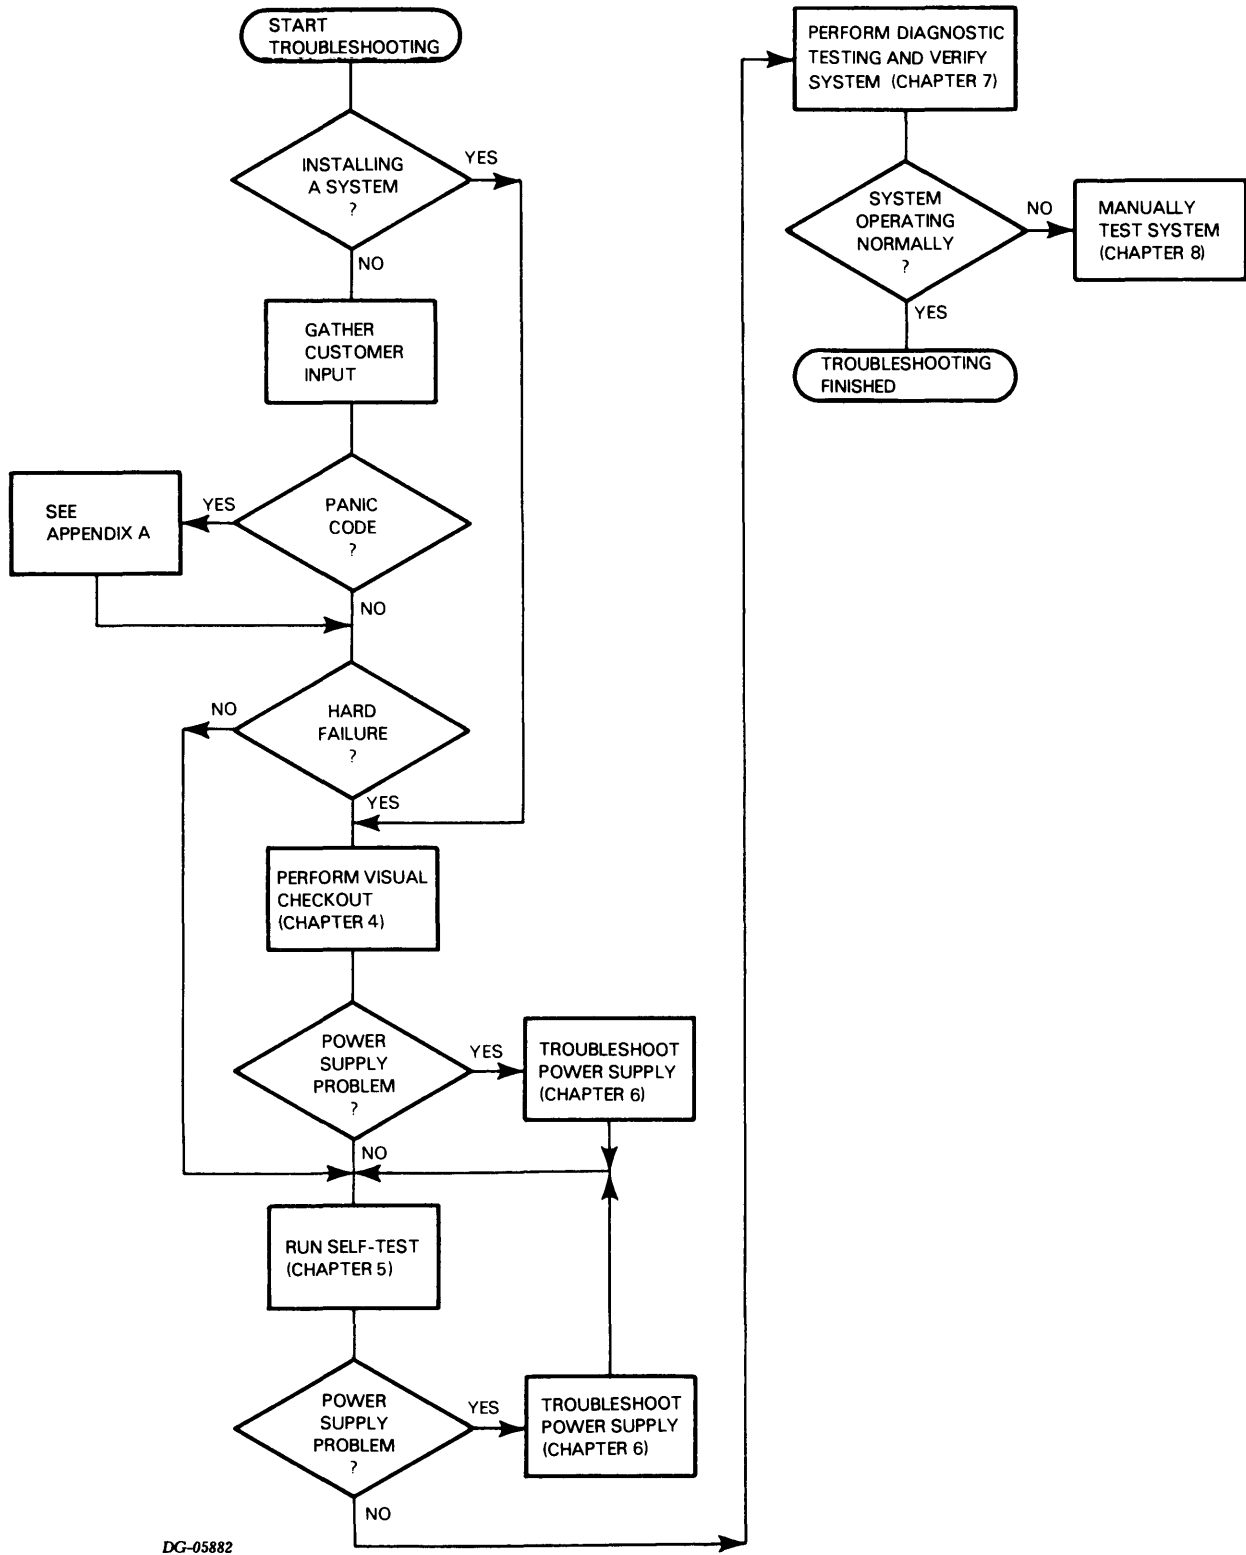 START
TROUBLESHOOTING
INSTALLING
A SYSTEM
?
YES
NO
GATHER
CUSTOMER
INPUT
PANIC
CODE
?
YES
SEE
APPENDIX A
NO
HARD
FAILURE
?
NO
YES
PERFORM VISUAL
CHECKOUT
(CHAPTER 4)
POWER
SUPPLY
PROBLEM
?
YES
TROUBLESHOOT
POWER SUPPLY
(CHAPTER 6)
NO
RUN SELF-TEST
(CHAPTER 5)
POWER
SUPPLY
PROBLEM
?
YES
TROUBLESHOOT
POWER SUPPLY
(CHAPTER 6)
NO
PERFORM DIAGNOSTIC
TESTING AND VERIFY
SYSTEM (CHAPTER 7)
SYSTEM
OPERATING
NORMALLY
?
NO
MANUALLY
TEST SYSTEM
(CHAPTER 8)
YES
TROUBLESHOOTING
FINISHED
DG-05882